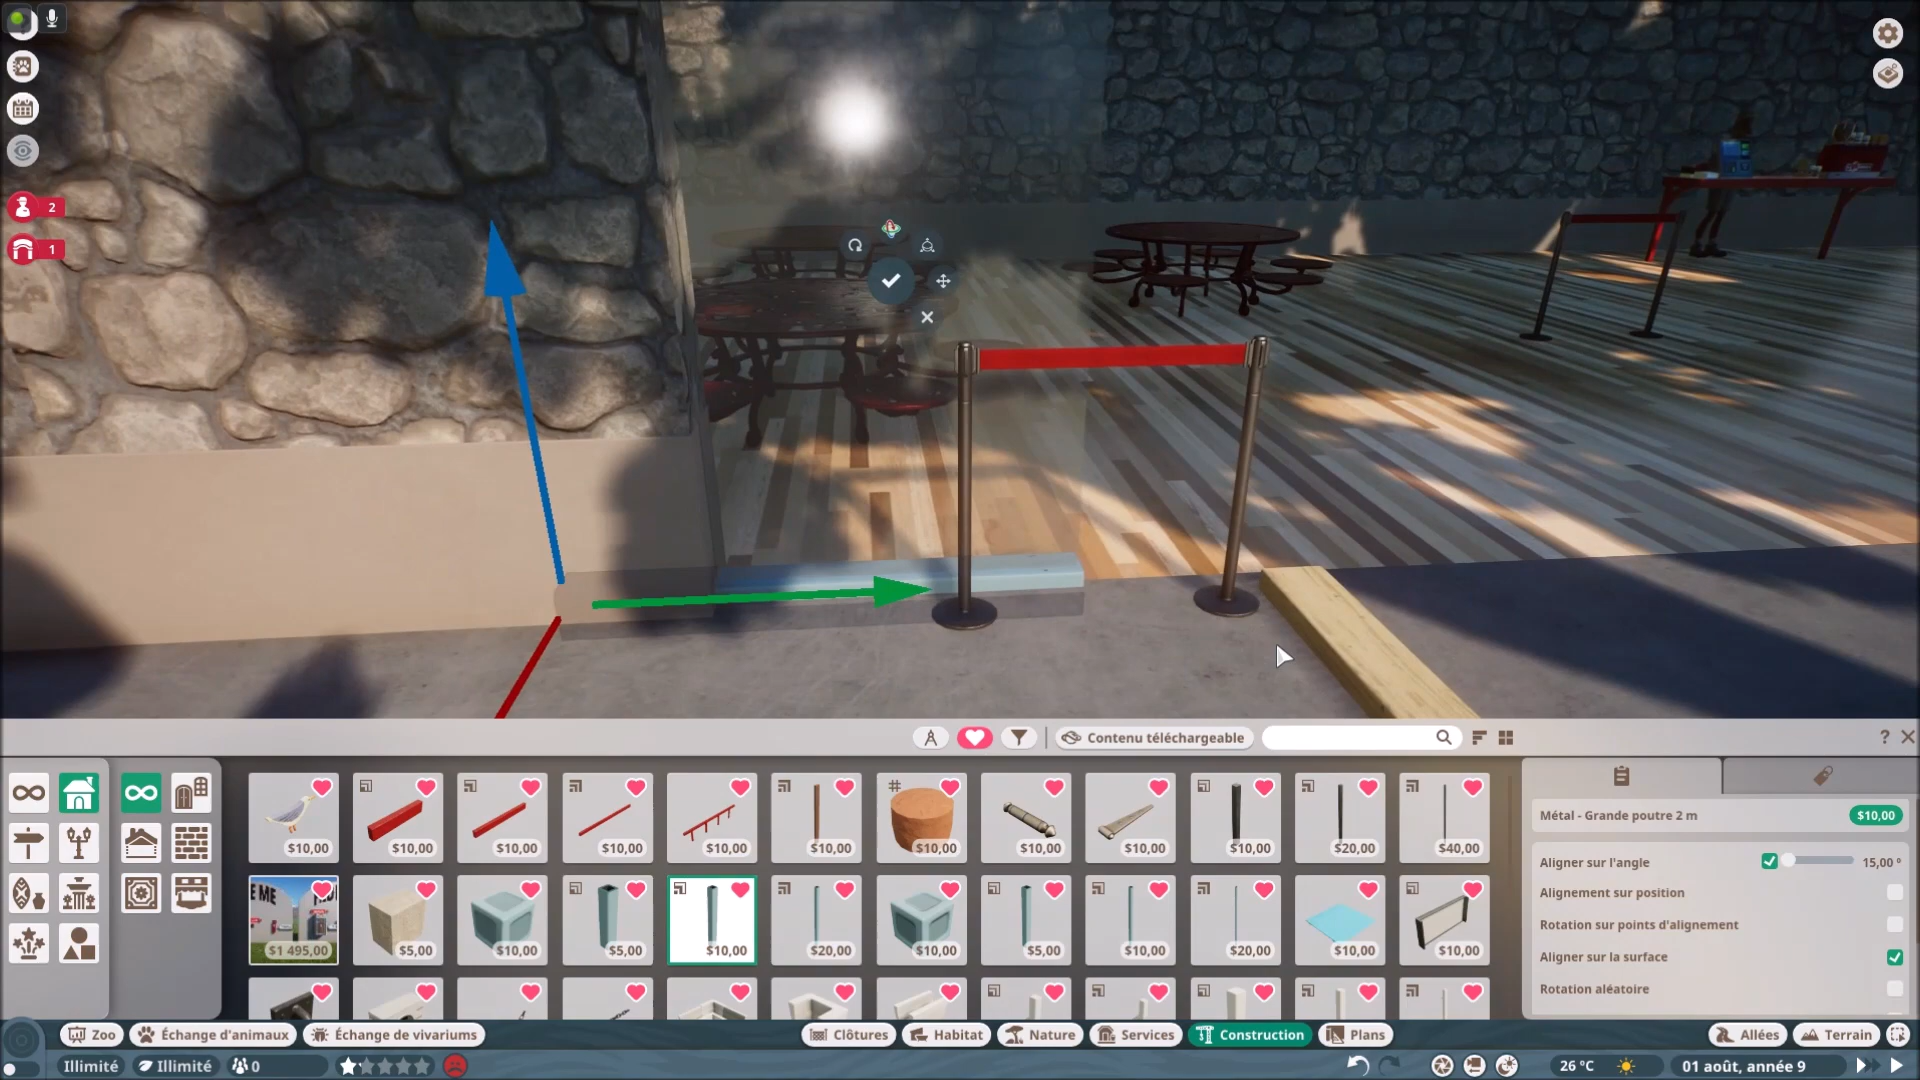 2
1
Contenu téléchargeable
?
$10,00
$10,00
$10,00
$10,00
$10,00
$10,00
$10,00
$10,00
$10,00
$10,00
$20,00
$40,00
$1 495,00
$5,00
$10,00
$5,00
$10,00
$20,00
$10,00
$5,00
$10,00
$20,00
$10,00
$10,00
Métal - Grande poutre 2 m
$10,00
Aligner sur l'angle
15,00 °
Alignement sur position
Rotation sur points d'alignement
Aligner sur la surface
Rotation aléatoire
Zoo
Échange d'animaux
Échange de vivariums
Clôtures
Habitat
Nature
Services
Construction
Plans
Allées
Terrain
Illimité
Illimité
0
26 °C
01 août, année 9